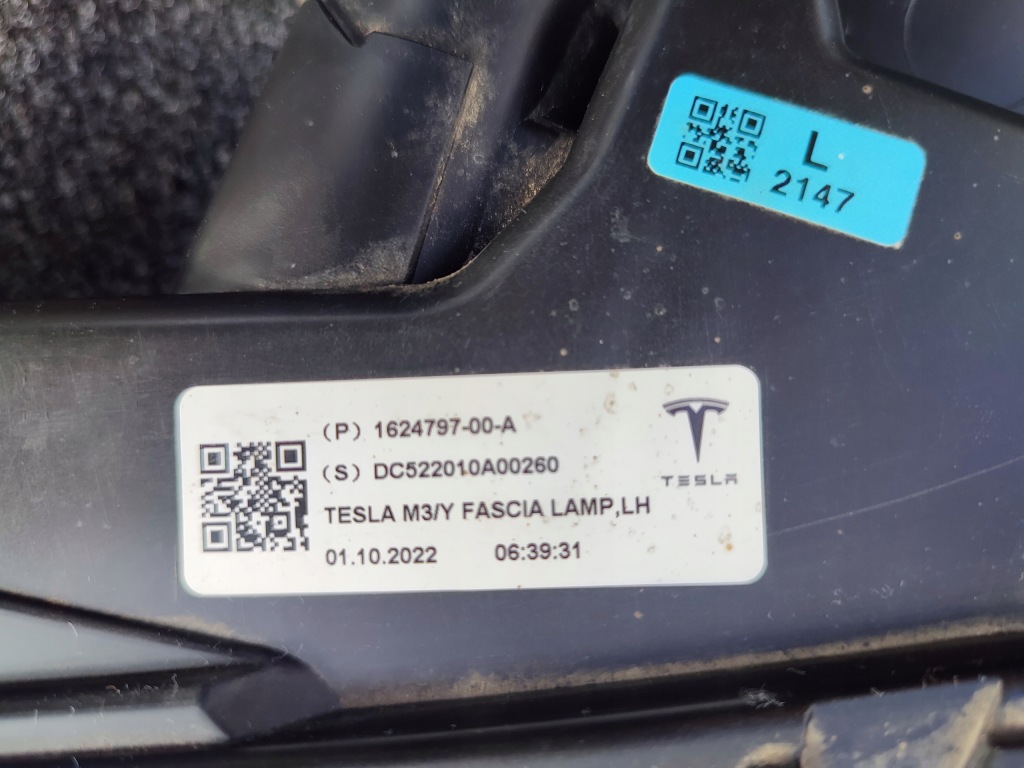 L
2147
(P) 1624797-00-A
(S) DC522010A00260
TESLA M3/Y FASCIA LAMP,LH
01.10.2022 06:39:31
TESLA